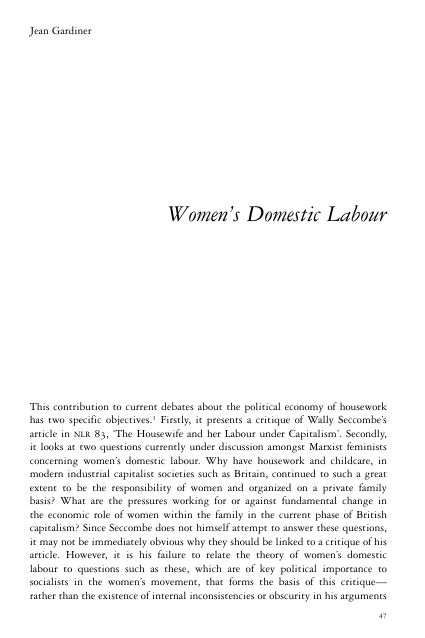 Jean Gardiner
Women's Domestic Labour
This contribution to current debates about the political economy of housework
has two specific objectives.¹ Firstly, it presents a critique of Wally Seccombe's
article in NLR 83, 'The Housewife and her Labour under Capitalism'. Secondly,
it looks at two questions currently under discussion amongst Marxist feminists
concerning women's domestic labour. Why have housework and childcare, in
modern industrial capitalist societies such as Britain, continued to such a great
extent to be the responsibility of women and organized on a private family
basis? What are the pressures working for or against fundamental change in
the economic role of women within the family in the current phase of British
capitalism? Since Seccombe does not himself attempt to answer these questions,
it may not be immediately obvious why they should be linked to a critique of his
article. However, it is his failure to relate the theory of women's domestic
labour to questions such as these, which are of key political importance to
socialists in the women's movement, that forms the basis of this critique—
rather than the existence of internal inconsistencies or obscurity in his arguments
47